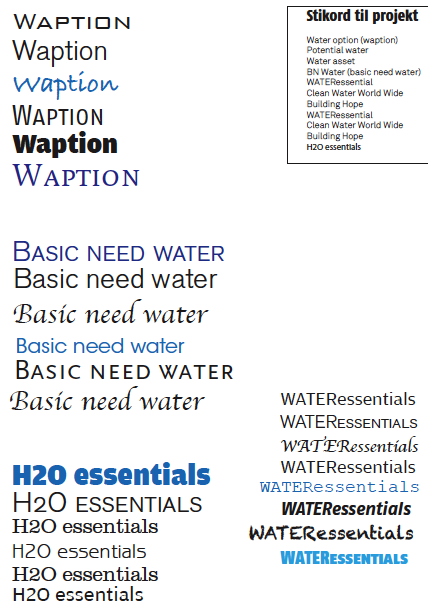 WAPTION
Waption
Waption
WAPTION
Waption
WAPTION
Stikord til projekt
Water option (waption)
Potential water
Water asset
BN Water (basic need water)
WATERessential
Clean Water World Wide
Building Hope
WATERessential
Clean Water World Wide
Building Hope
H2O essentials
BASIC NEED WATER
Basic need water
Basic need water
Basic need water
BASIC NEED WATER
Basic need water
H2O essentials
H2O ESSENTIALS
H2O essentials
H2O essentials
H2O essentials
H2O essentials
WATERessentials
WATERESSENTIALS
WATERessentials
WATERessentials
WATERessentials
WATERessentials
WATERessentials
WATERESSENTIALS